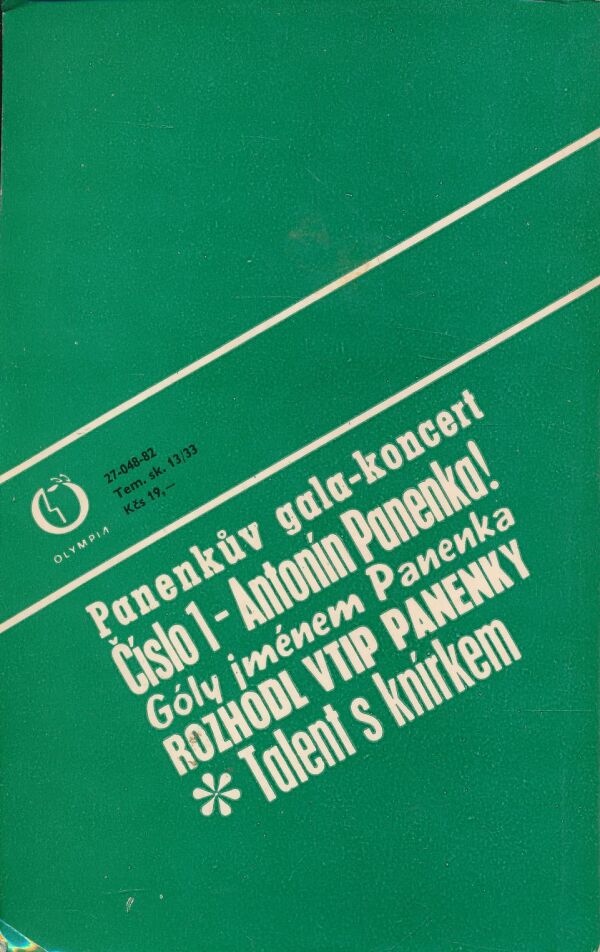 27-048-82
Tem. sk. 13/33
Kčs 19,—
OLYMPIA
Panenkův gala-koncert
Číslo 1 - Antonín Panenka!
Góly jménem Panenka
ROZHODL VTIP PANENKY
* Talent s knírkem